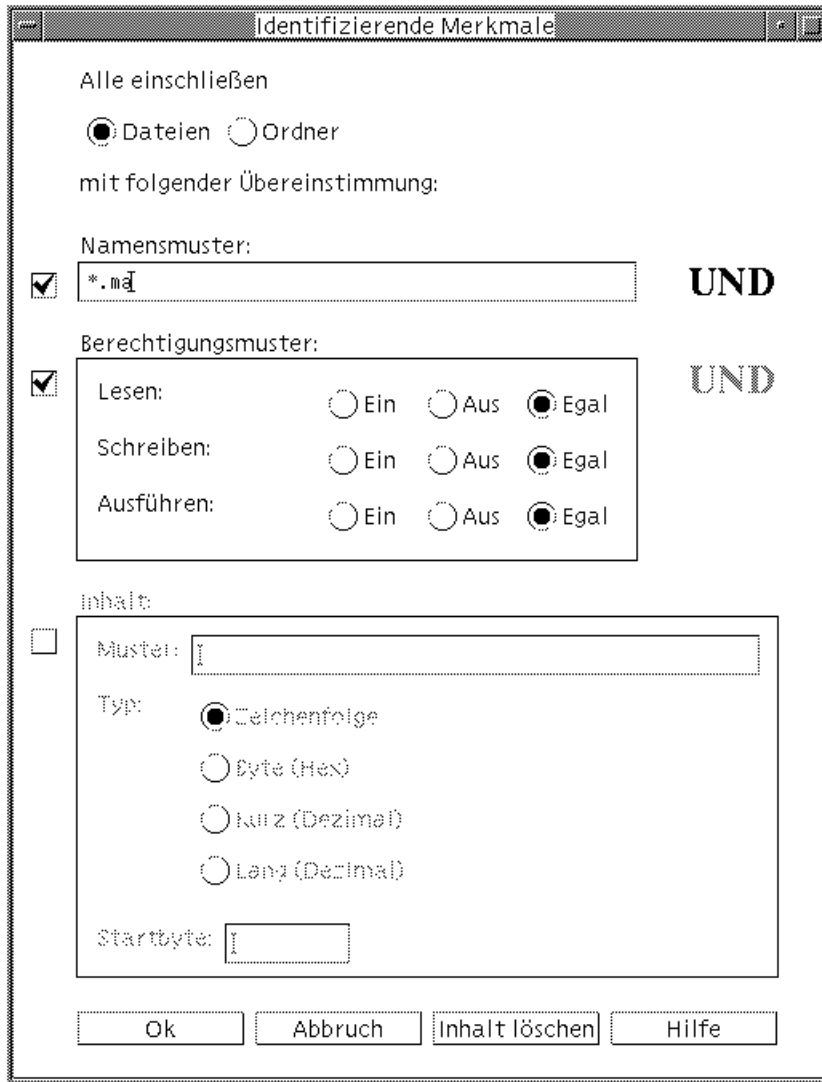 Identifizierende Merkmale
Alle einschließen
Dateien Ordner
mit folgender Übereinstimmung:
Namensmuster:
*.ma UND
Berechtigungsmuster:
UND
Lesen: Ein Aus Egal
Schreiben: Ein Aus Egal
Ausführen: Ein Aus Egal
Inhalt:
Muster:
Typ: Zeichenfolge
Byte (Hex)
Kurz (Dezimal)
Lang (Dezimal)
Startbyte:
Ok Abbruch Inhalt löschen Hilfe